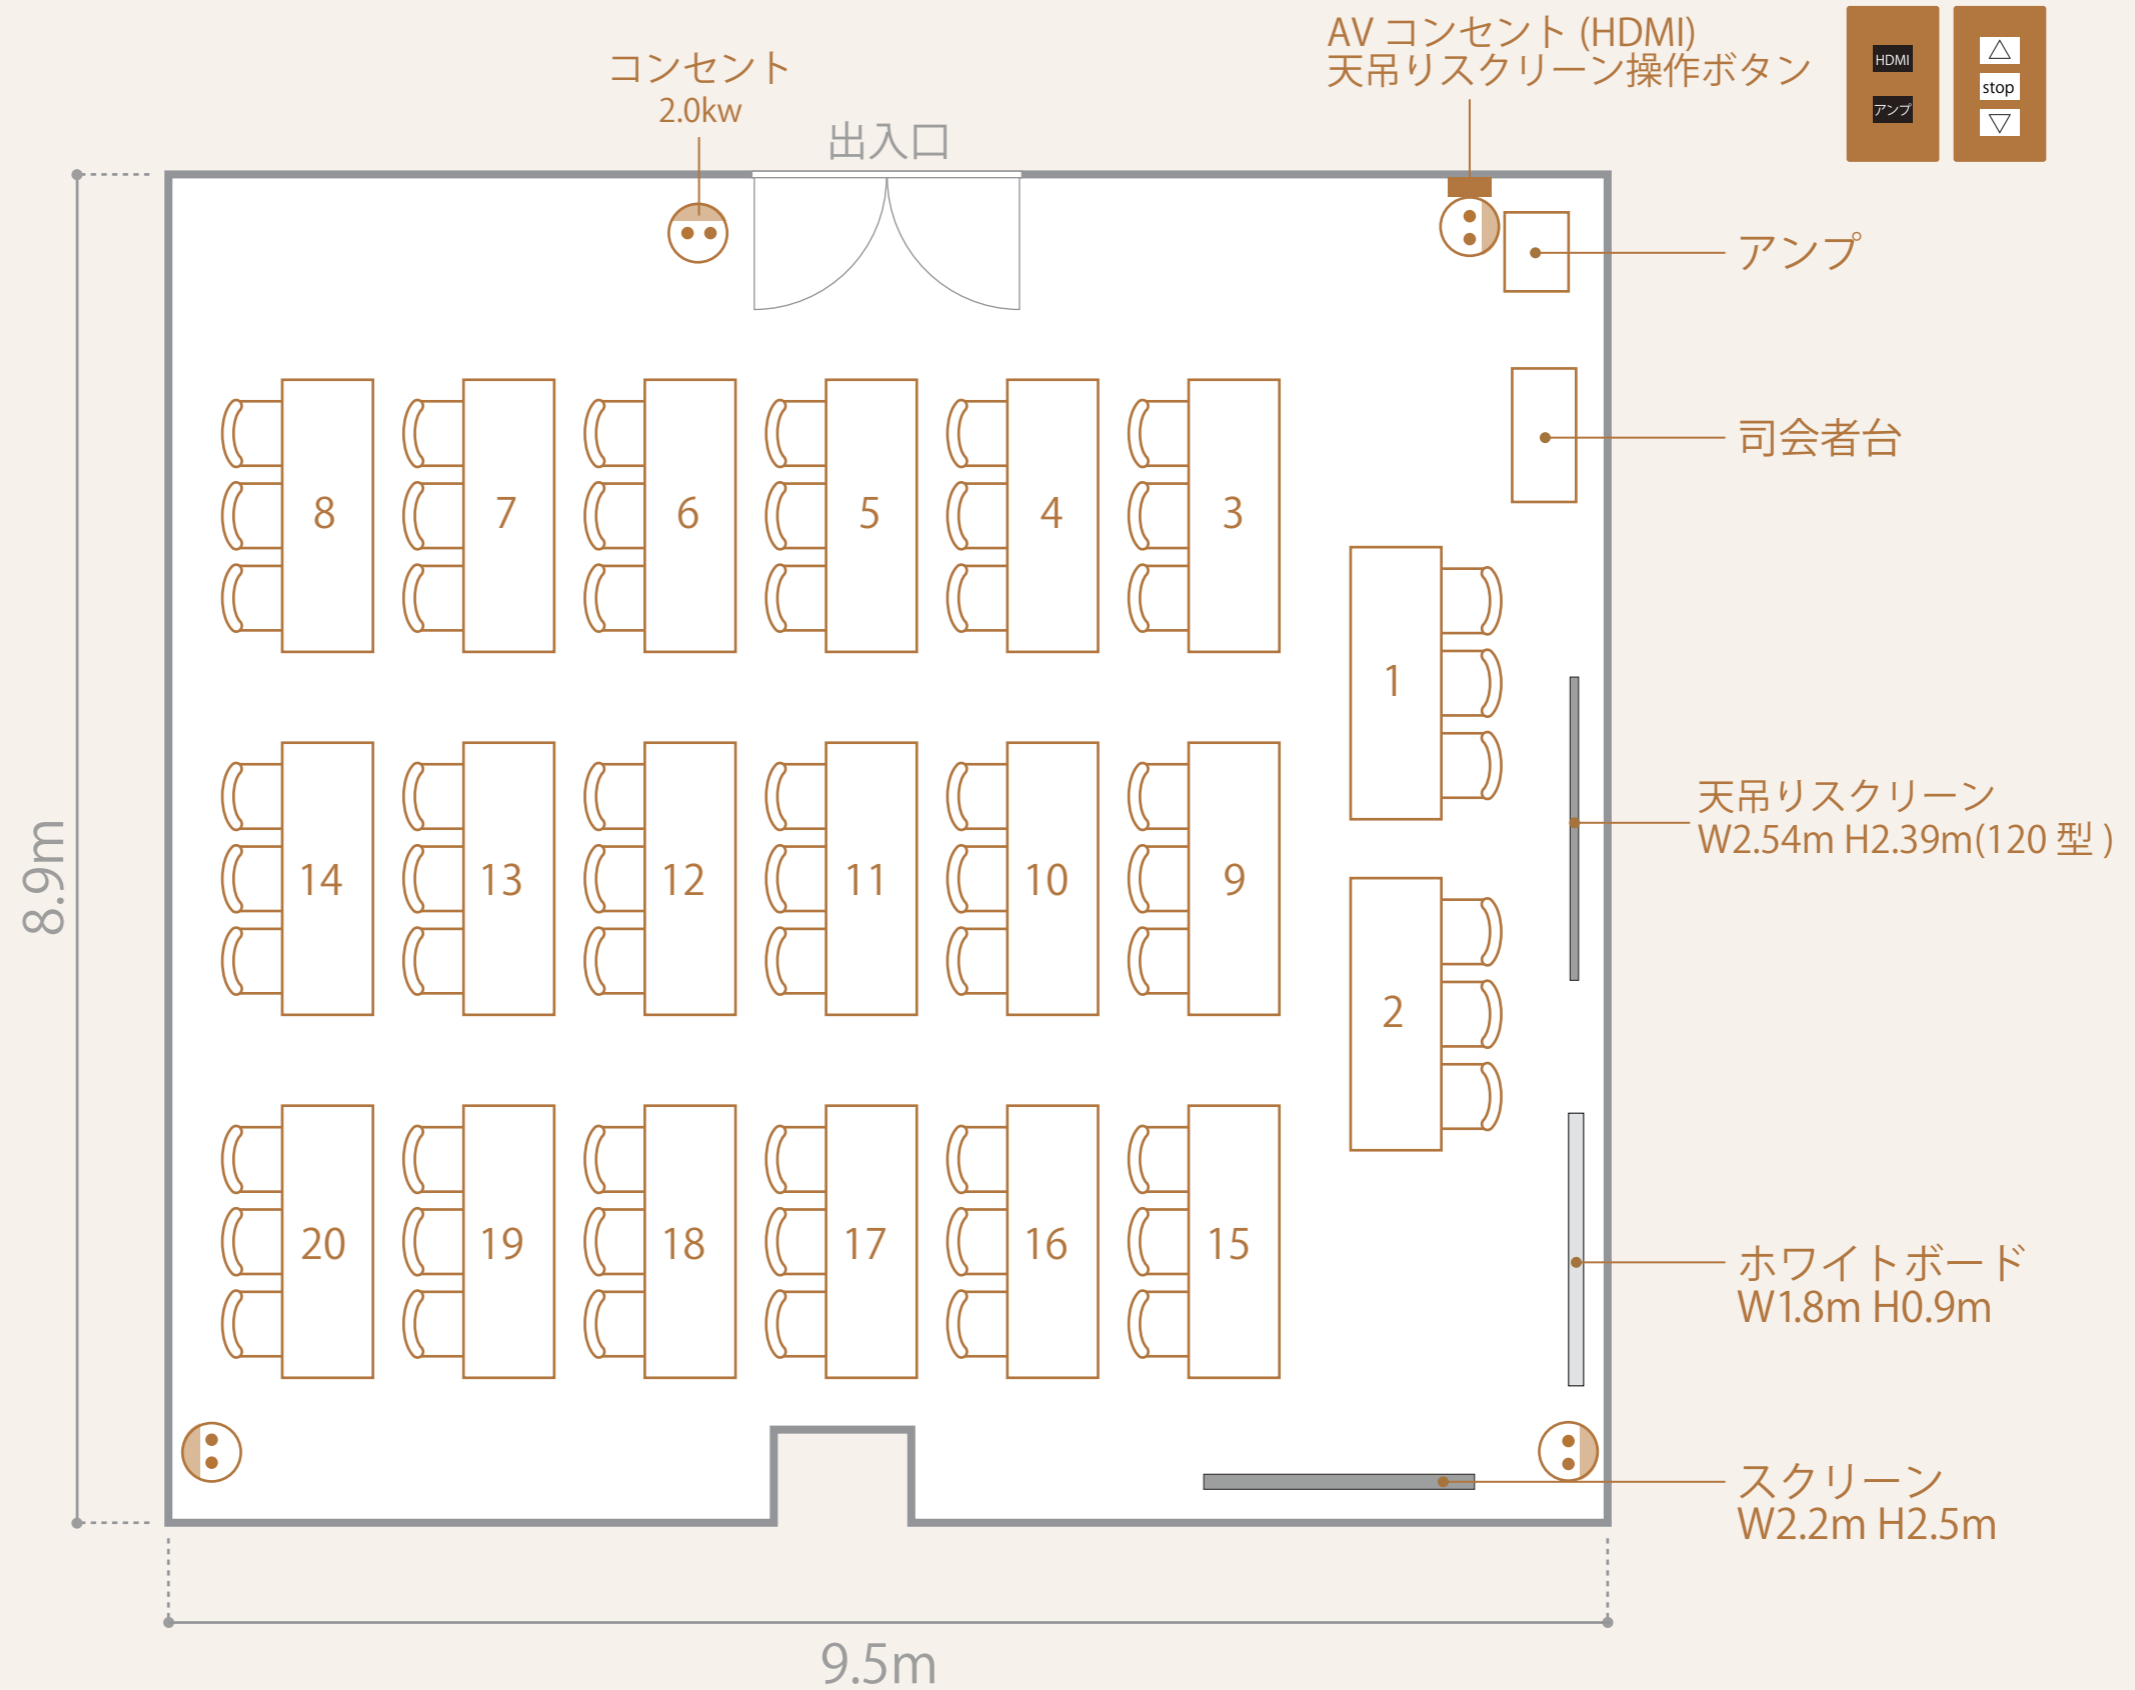 コンセント
2.0kw
出入口
AV コンセント (HDMI)
天吊りスクリーン操作ボタン
HDMI
アンプ
△
stop
▽
アンプ
司会者台
8
7
6
5
4
3
1
天吊りスクリーン
W2.54m H2.39m(120 型 )
8.9m
14
13
12
11
10
9
2
20
19
18
17
16
15
ホワイトボード
W1.8m H0.9m
スクリーン
W2.2m H2.5m
9.5m